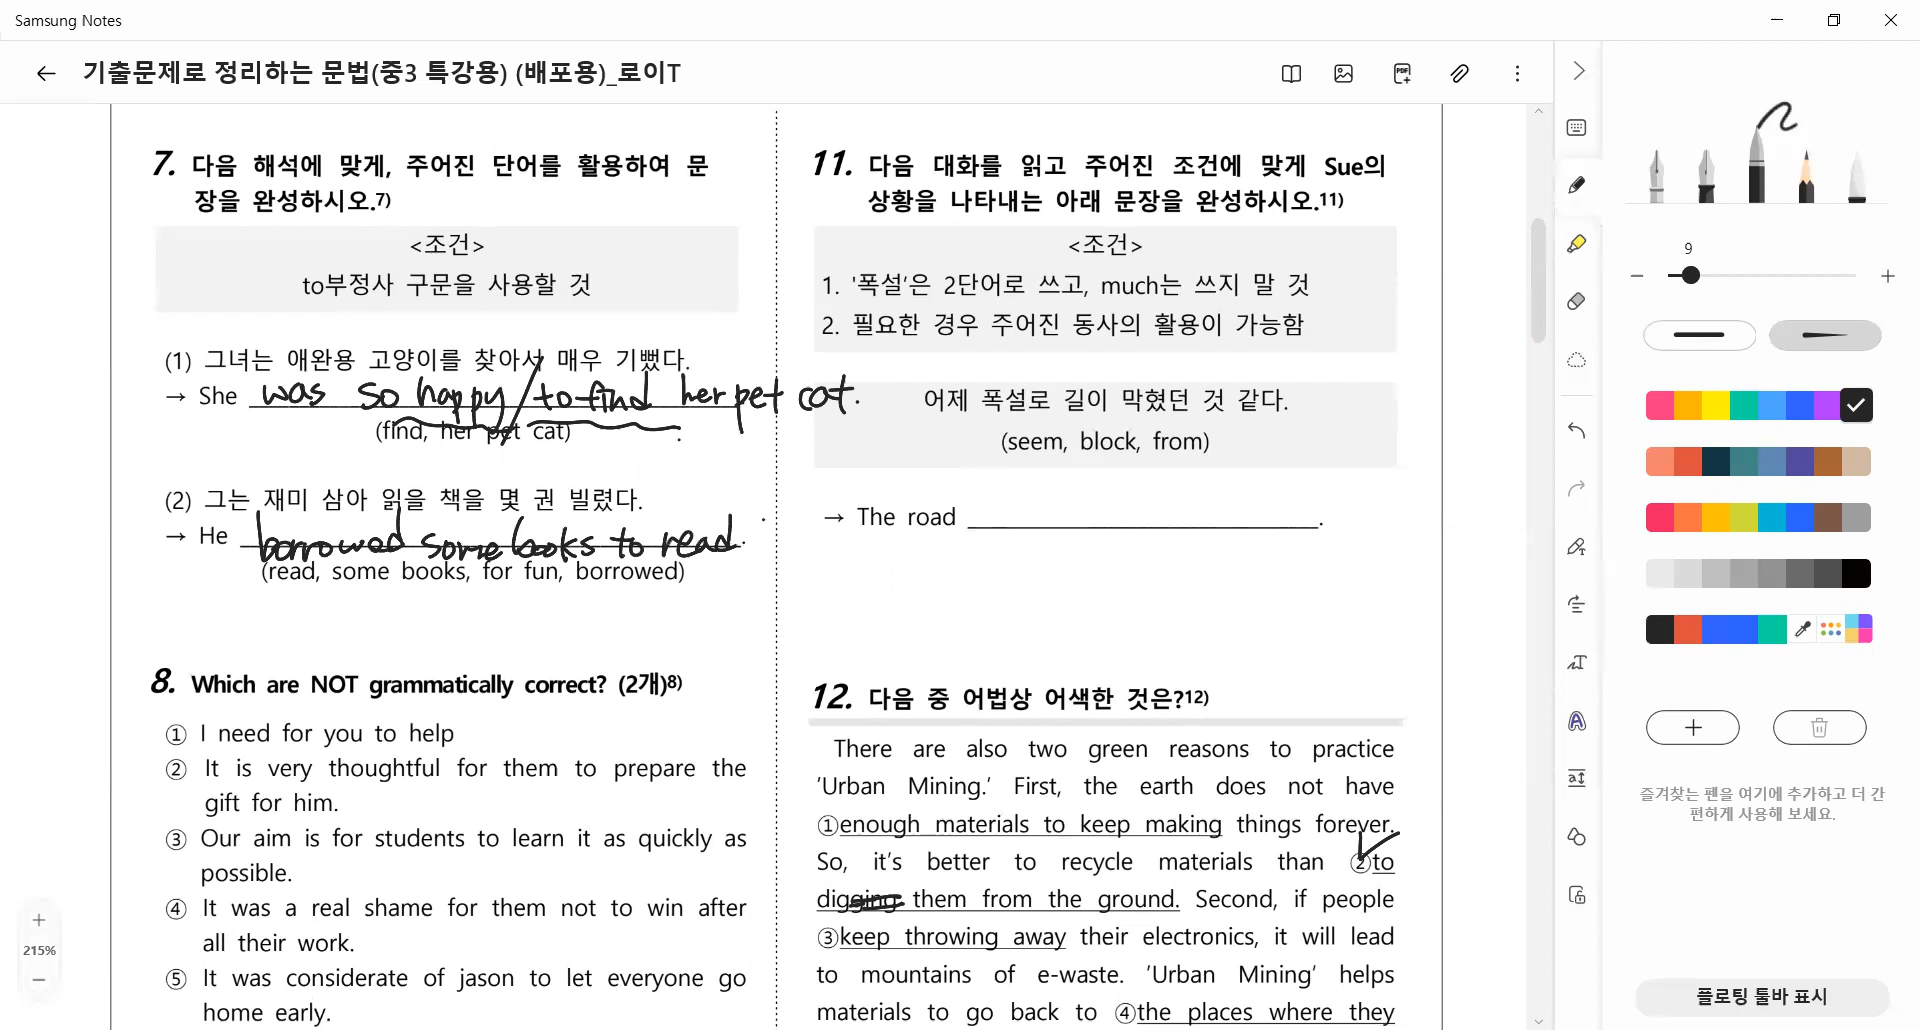 Samsung Notes
기출문제로 정리하는 문법(중3 특강용) (배포용)_로이T
7. 다음 해석에 맞게, 주어진 단어를 활용하여 문
장을 완성하시오.7)
<조건>
to부정사 구문을 사용할 것
(1) 그녀는 애완용 고양이를 찾아서 매우 기뻤다.
→ She was so happy / to find her pet cat.
(find, her pet cat)
.
(2) 그는 재미 삼아 읽을 책을 몇 권 빌렸다.
→ He borrowed some books to read.
(read, some books, for fun, borrowed)
8. Which are NOT grammatically correct? (2개)8)
① I need for you to help
② It is very thoughtful for them to prepare the
gift for him.
③ Our aim is for students to learn it as quickly as
possible.
④ It was a real shame for them not to win after
all their work.
⑤ It was considerate of jason to let everyone go
home early.
11. 다음 대화를 읽고 주어진 조건에 맞게 Sue의
상황을 나타내는 아래 문장을 완성하시오.11)
<조건>
1. '폭설'은 2단어로 쓰고, much는 쓰지 말 것
2. 필요한 경우 주어진 동사의 활용이 가능함
어제 폭설로 길이 막혔던 것 같다.
(seem, block, from)
→ The road ______________________________.
12. 다음 중 어법상 어색한 것은?12)
There are also two green reasons to practice
'Urban Mining.' First, the earth does not have
①enough materials to keep making things forever.
So, it's better to recycle materials than ②to
digging them from the ground. Second, if people
③keep throwing away their electronics, it will lead
to mountains of e-waste. 'Urban Mining' helps
materials to go back to ④the places where they
215%
PDF
9
즐겨찾는 펜을 여기에 추가하고 더 간
편하게 사용해 보세요.
플로팅 툴바 표시